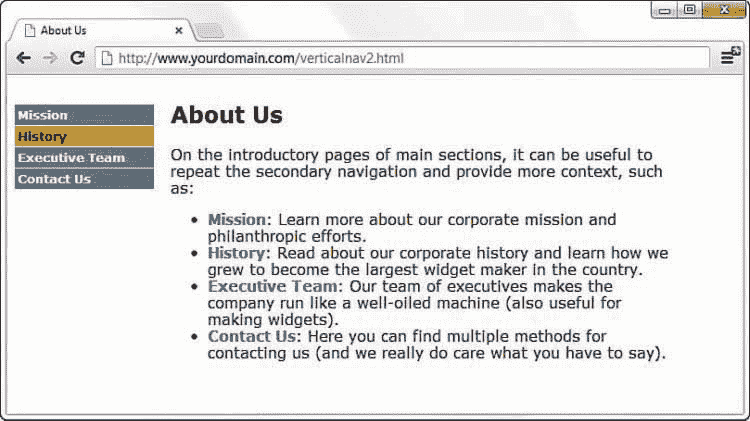 About Us
http://www.yourdomain.com/verticalnav2.html
Mission
History
Executive Team
Contact Us
About Us
On the introductory pages of main sections, it can be useful to
repeat the secondary navigation and provide more context, such
as:
• Mission: Learn more about our corporate mission and
philanthropic efforts.
• History: Read about our corporate history and learn how we
grew to become the largest widget maker in the country.
• Executive Team: Our team of executives makes the
company run like a well-oiled machine (also useful for
making widgets).
• Contact Us: Here you can find multiple methods for
contacting us (and we really do care what you have to say).